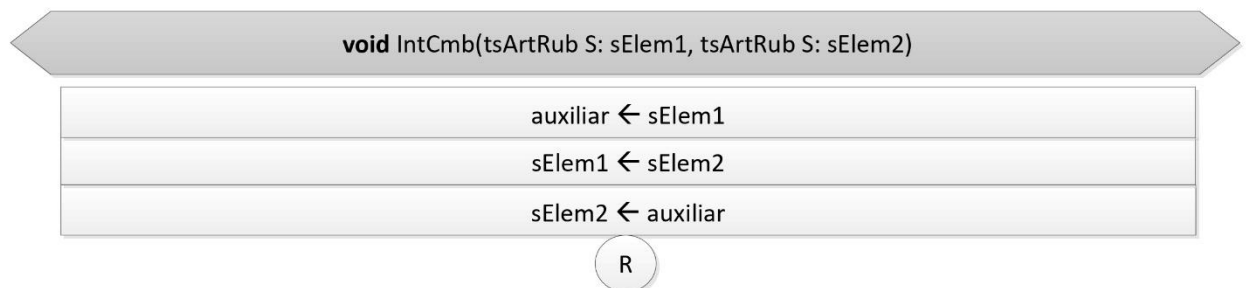 void IntCmb(tsArtRub S: sElem1, tsArtRub S: sElem2)
auxiliar ← sElem1
sElem1 ← sElem2
sElem2 ← auxiliar
R